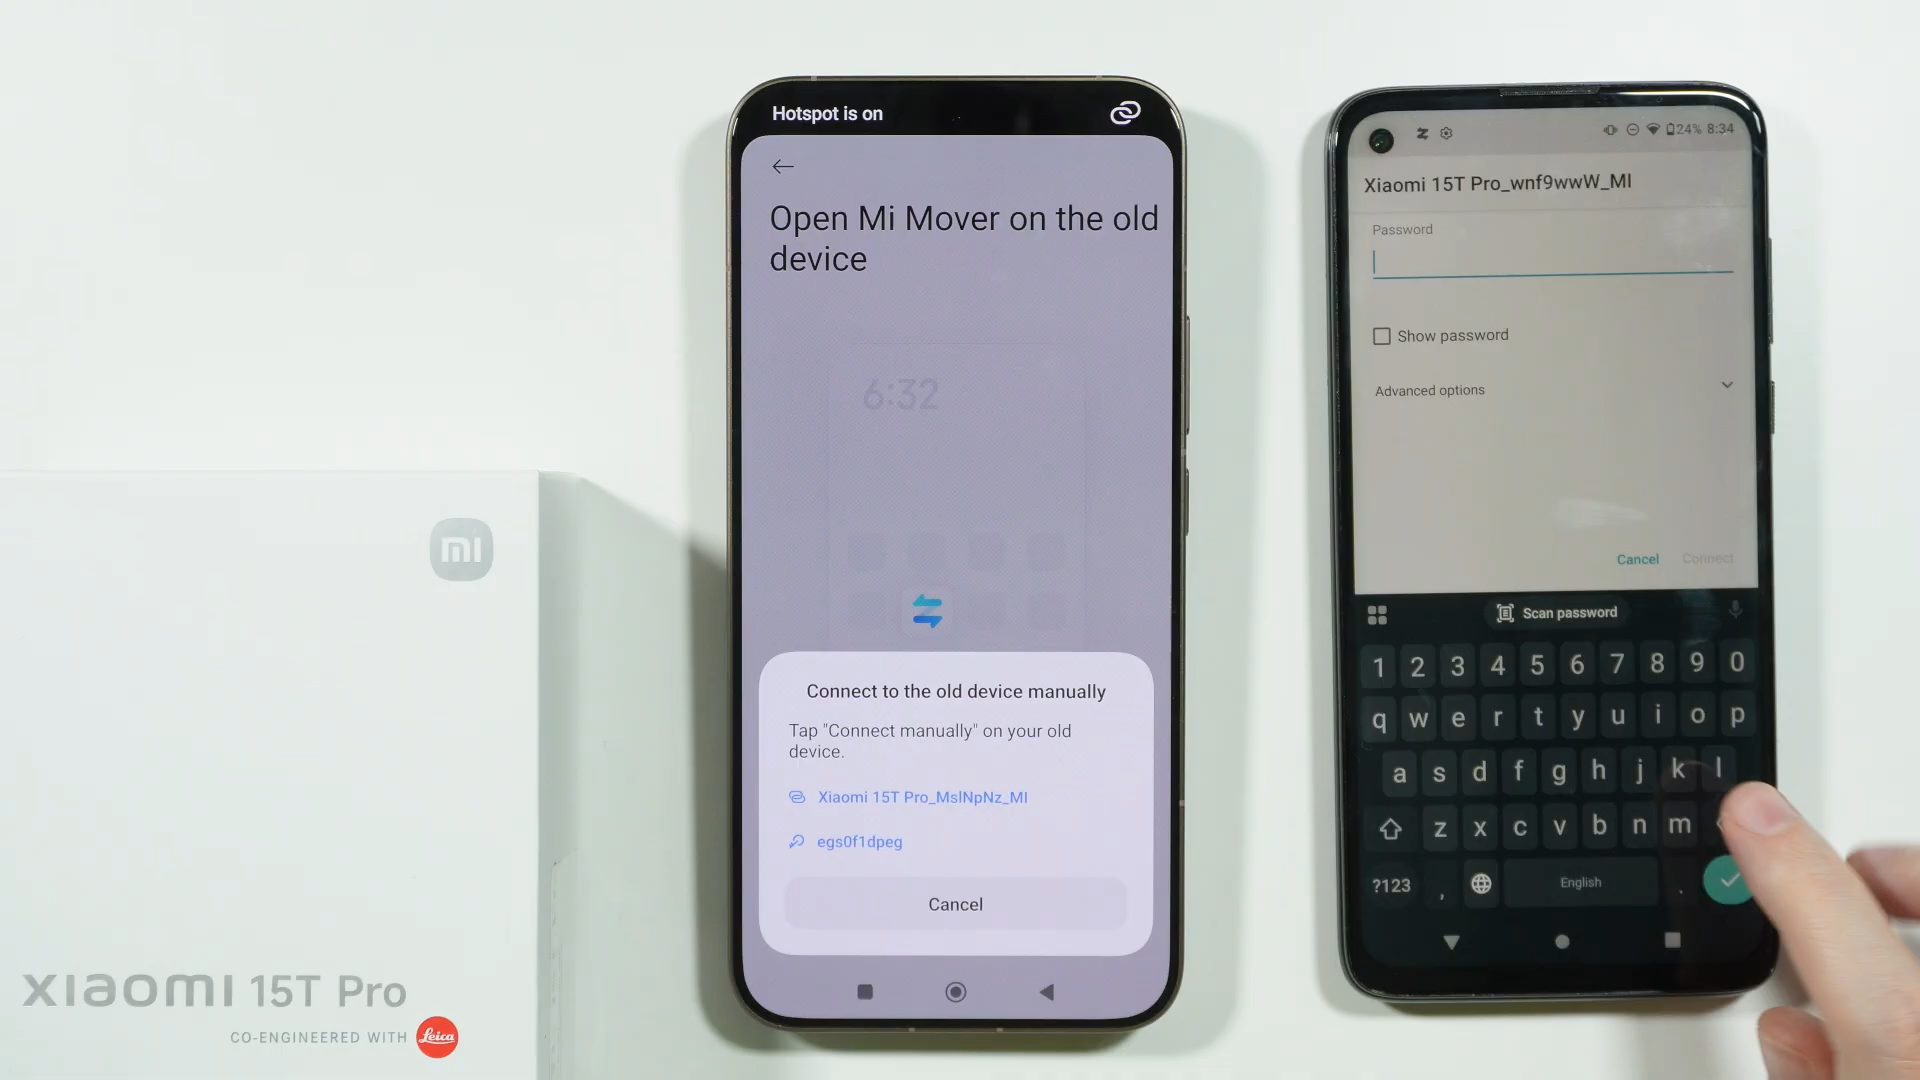 Hotspot is on
Open Mi Mover on the old
device
6:32
Connect to the old device manually
Tap "Connect manually" on your old
device.
Xiaomi 15T Pro_MslNpNz_MI
egs0f1dpeg
Cancel
24% 8:34
Xiaomi 15T Pro_wnf9wwW_MI
Password
Show password
Advanced options
Cancel Connect
Scan password
1 2 3 4 5 6 7 8 9 0
q w e r t y u i o p
a s d f g h j k l
z x c v b n m
?123 , English .
mi
xiaomi 15T Pro
CO-ENGINEERED WITH Leica